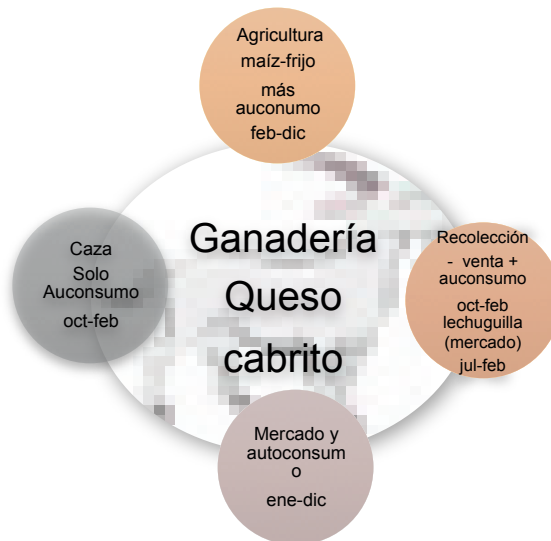 Agricultura
maíz-frijo
más
auconumo
feb-dic
Ganadería
Queso
cabrito
Caza
Solo
Auconsumo
oct-feb
Recolección
- venta +
auconsumo
oct-feb
lechuguilla
(mercado)
jul-feb
Mercado y
autoconsum
o
ene-dic